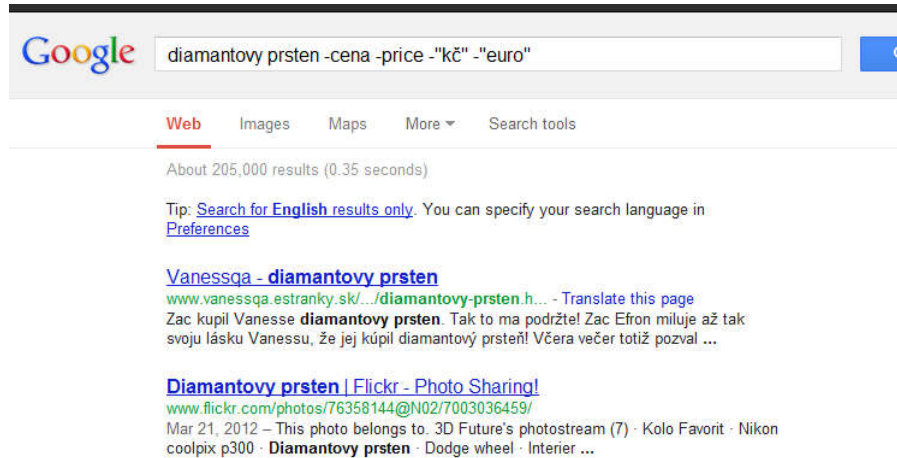 Google diamantovy prsten -cena -price -"kč" -"euro"
Web Images Maps More Search tools
About 205,000 results (0.35 seconds)
Tip: Search for English results only. You can specify your search language in
Preferences
Vanessqa - diamantovy prsten
www.vanessqa.estranky.sk/.../diamantovy-prsten.h... - Translate this page
Zac kupil Vanesse diamantovy prsten. Tak to ma podržte! Zac Efron miluje až tak
svoju lásku Vanessu, že jej kúpil diamantový prsteň! Včera večer totiž pozval ...
Diamantovy prsten | Flickr - Photo Sharing!
www.flickr.com/photos/76358144@N02/7003036459/
Mar 21, 2012 – This photo belongs to. 3D Future's photostream (7) · Kolo Favorit · Nikon
coolpix p300 · Diamantovy prsten · Dodge wheel · Interier ...